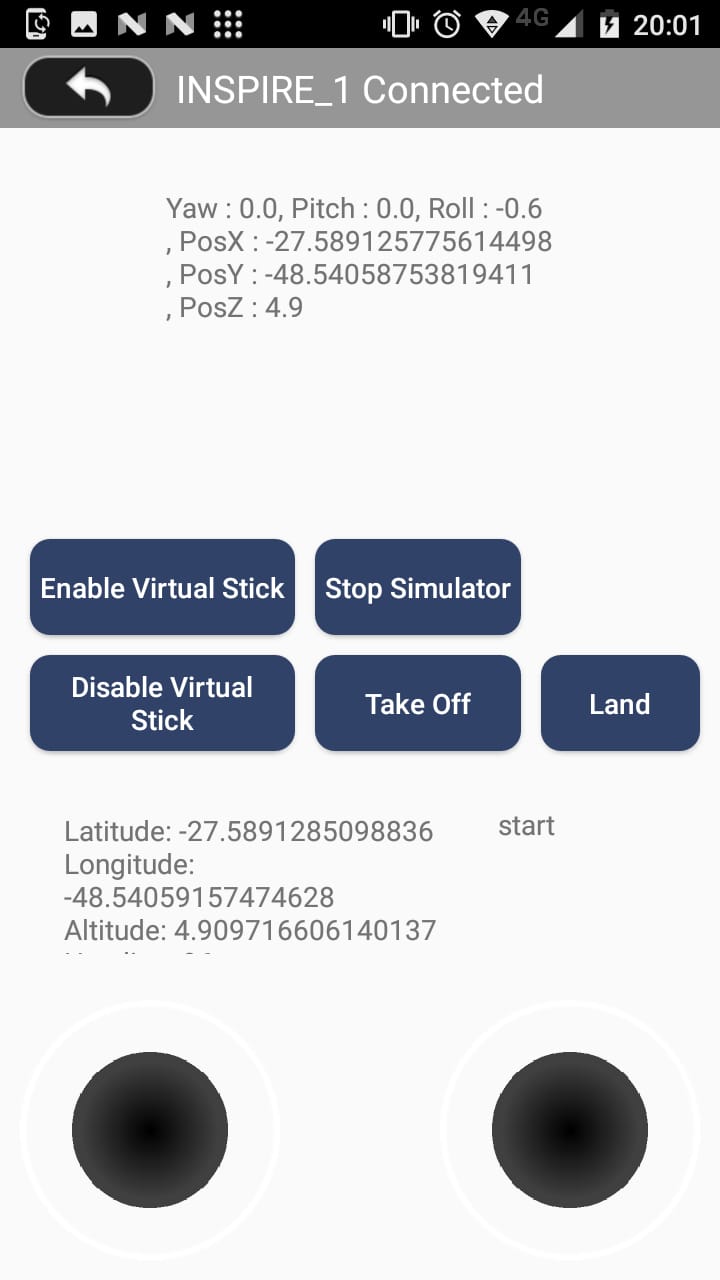 4G 20:01
INSPIRE_1 Connected
Yaw : 0.0, Pitch : 0.0, Roll : -0.6
, PosX : -27.589125775614498
, PosY : -48.54058753819411
, PosZ : 4.9
Enable Virtual Stick
Stop Simulator
Disable Virtual
Stick
Take Off
Land
Latitude: -27.5891285098836
Longitude:
-48.54059157474628
Altitude: 4.909716606140137
start